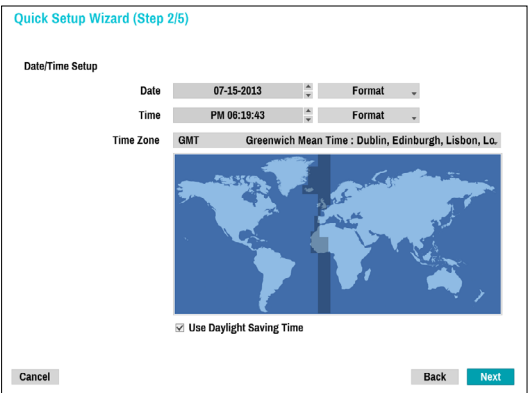 Quick Setup Wizard (Step 2/5)
Date/Time Setup
Date 07-15-2013 Format
Time PM 06:19:43 Format
Time Zone GMT Greenwich Mean Time : Dublin, Edinburgh, Lisbon, Lo
Use Daylight Saving Time
Cancel Back Next